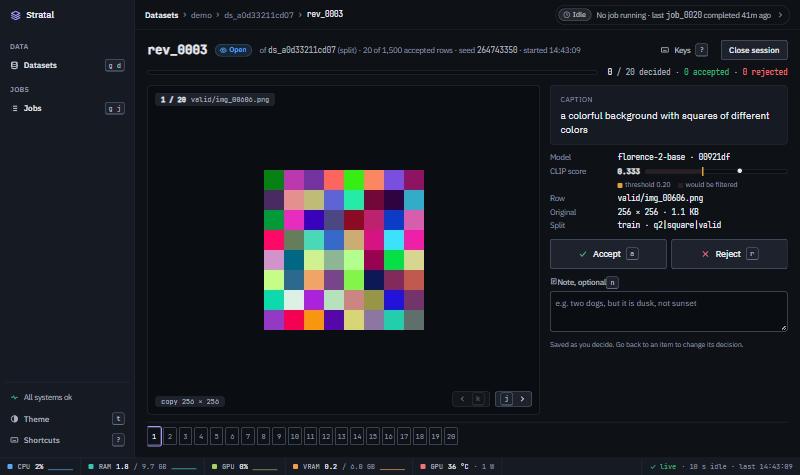 Stratal
Datasets › demo › ds_a0d33211cd07 › rev_0003
Idle No job running · last job_0020 completed 41m ago
DATA
Datasets g d
JOBS
Jobs g j
rev_0003 Open of ds_a0d33211cd07 (split) · 20 of 1,500 accepted rows · seed 264743350 · started 14:43:09
Keys ? Close session
0 / 20 decided · 0 accepted · 0 rejected
1 / 20 valid/img_00606.png
CAPTION
a colorful background with squares of different
colors
Model florence-2-base · 00921df
CLIP score 0.333
threshold 0.20 would be filtered
Row valid/img_00606.png
Original 256 × 256 · 1.1 KB
Split train · q2|square|valid
Accept a Reject r
Note, optional n
e.g. two dogs, but it is dusk, not sunset
Saved as you decide. Go back to an item to change its decision.
copy 256 × 256
k j
1 2 3 4 5 6 7 8 9 10 11 12 13 14 15 16 17 18 19 20
All systems ok
Theme t
Shortcuts ?
CPU 2% RAM 1.8 / 9.7 GB GPU 0% VRAM 0.2 / 6.0 GB GPU 36 °C · 1 W live · 10 s idle · last 14:43:09